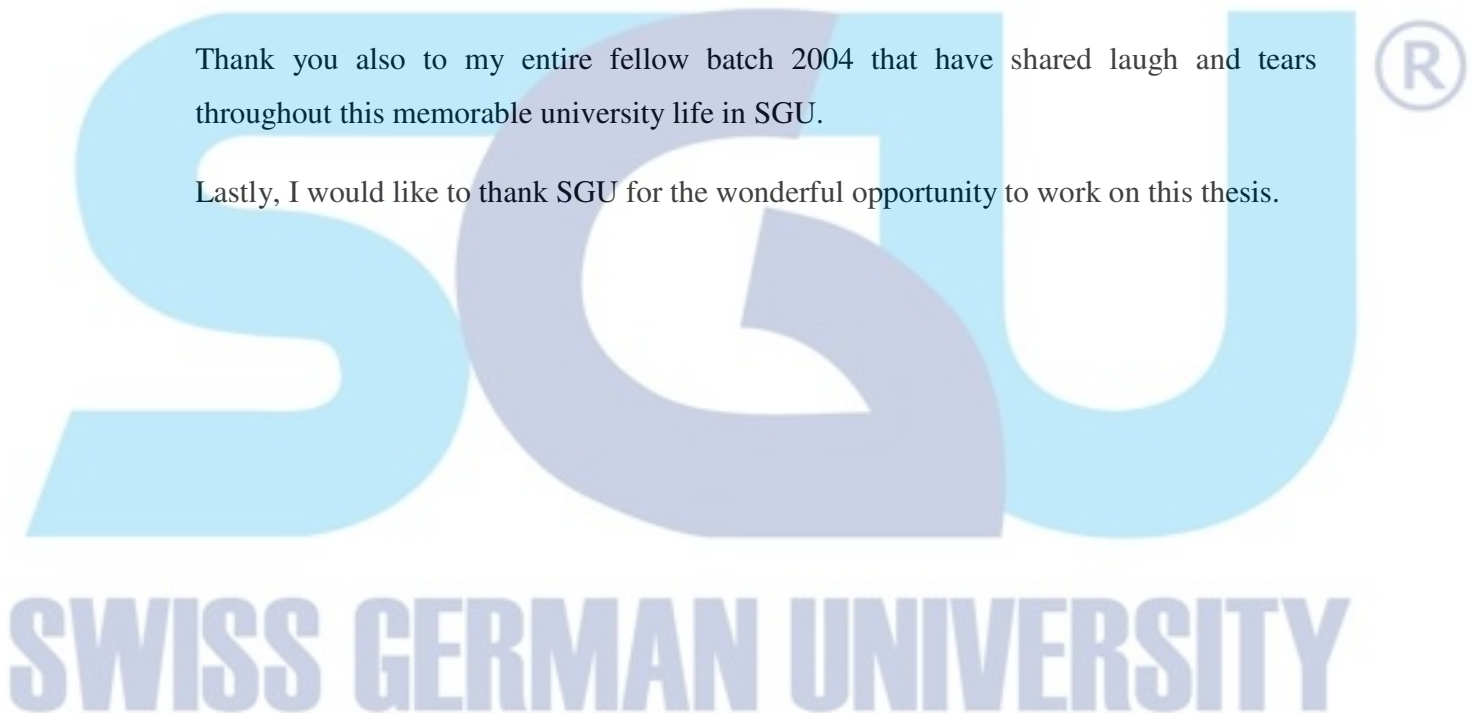 Thank you also to my entire fellow batch 2004 that have shared laugh and tears
throughout this memorable university life in SGU.
Lastly, I would like to thank SGU for the wonderful opportunity to work on this thesis.
SGU ®
SWISS GERMAN UNIVERSITY